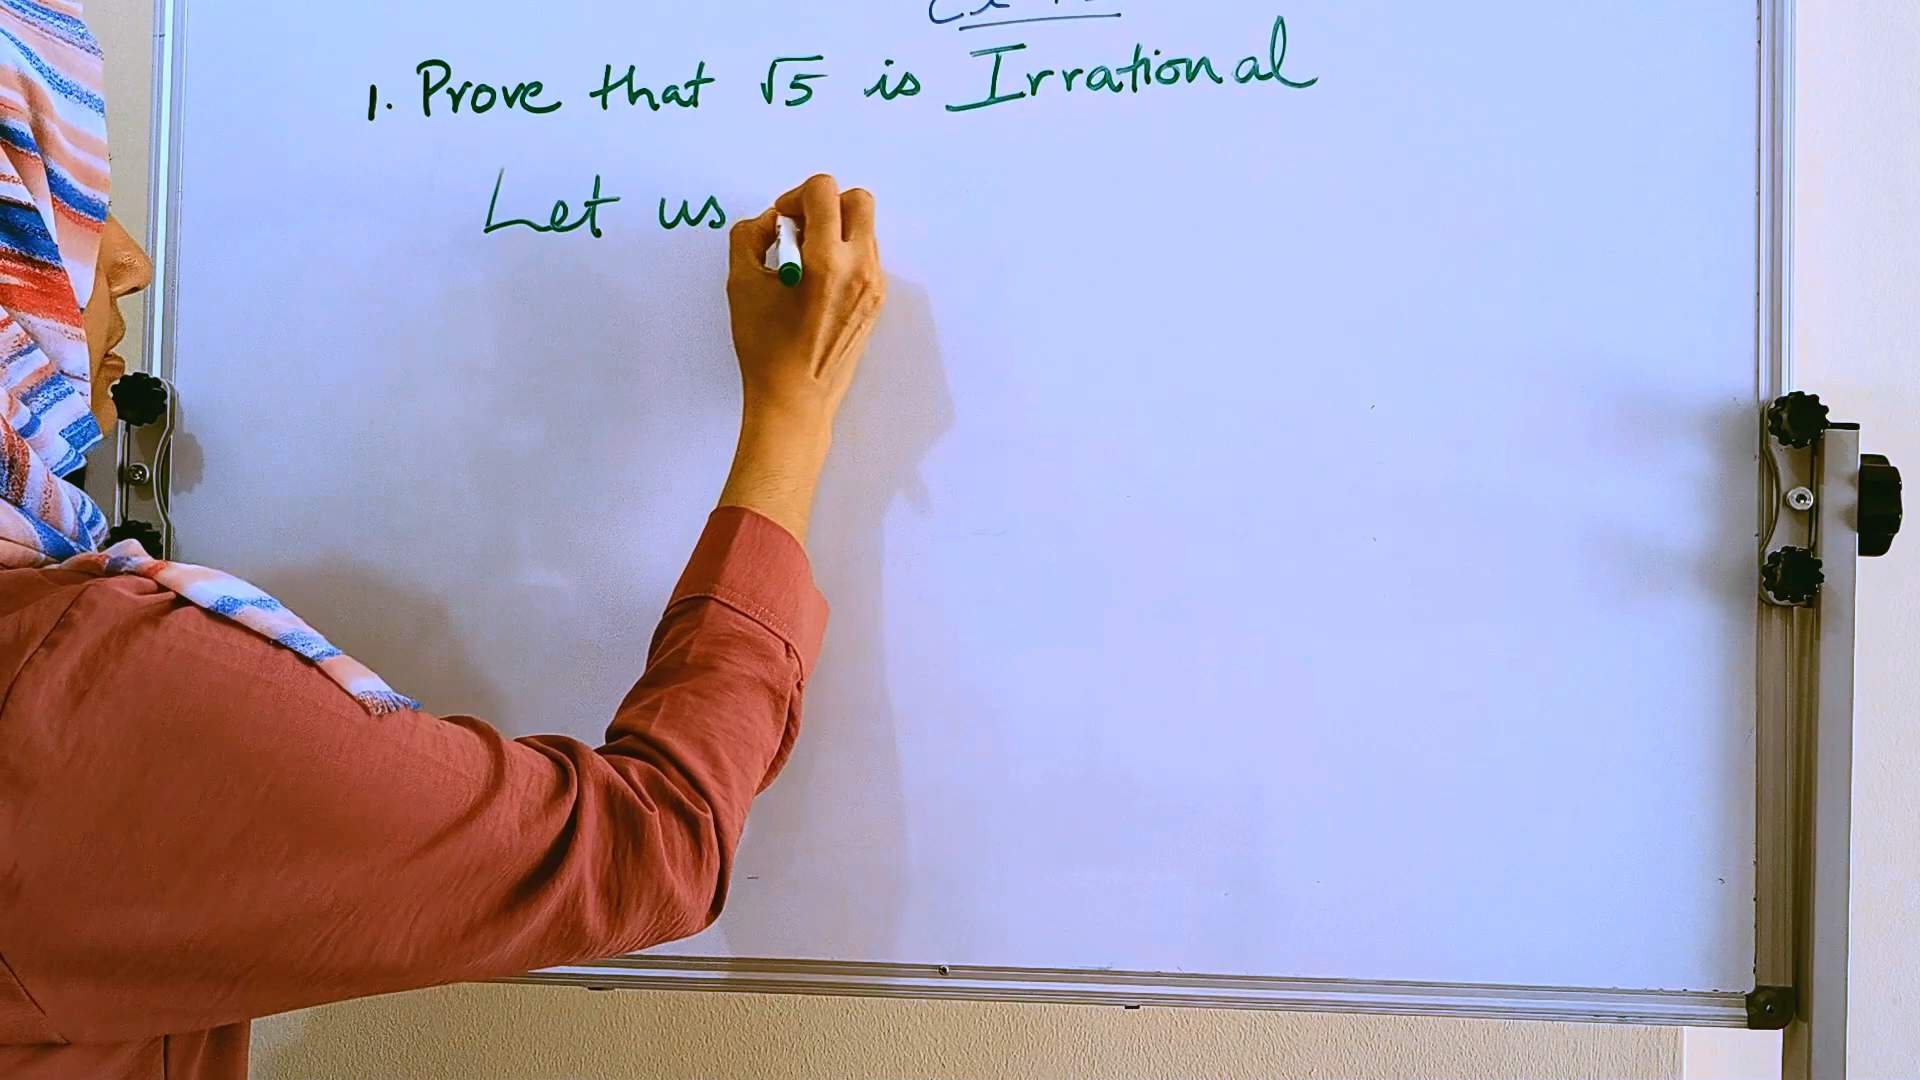 1. Prove that √5 is Irrational
Let us